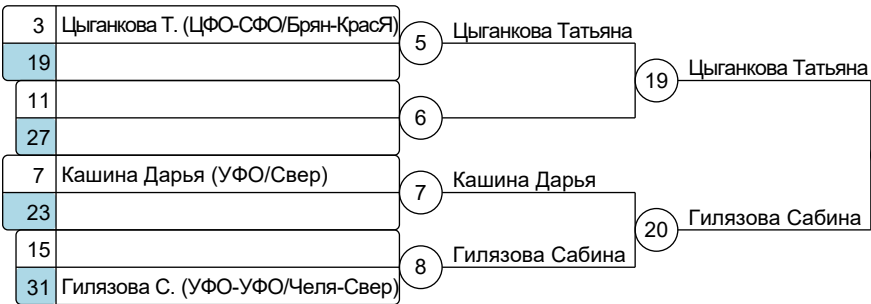 3 Цыганкова Т. (ЦФО-СФО/Брян-КрасЯ)
19
5
Цыганкова Татьяна
11
27
6
19
Цыганкова Татьяна
7 Кашина Дарья (УФО/Свер)
23
7
Кашина Дарья
15
31 Гилязова С. (УФО-УФО/Челя-Свер)
8
Гилязова Сабина
20
Гилязова Сабина